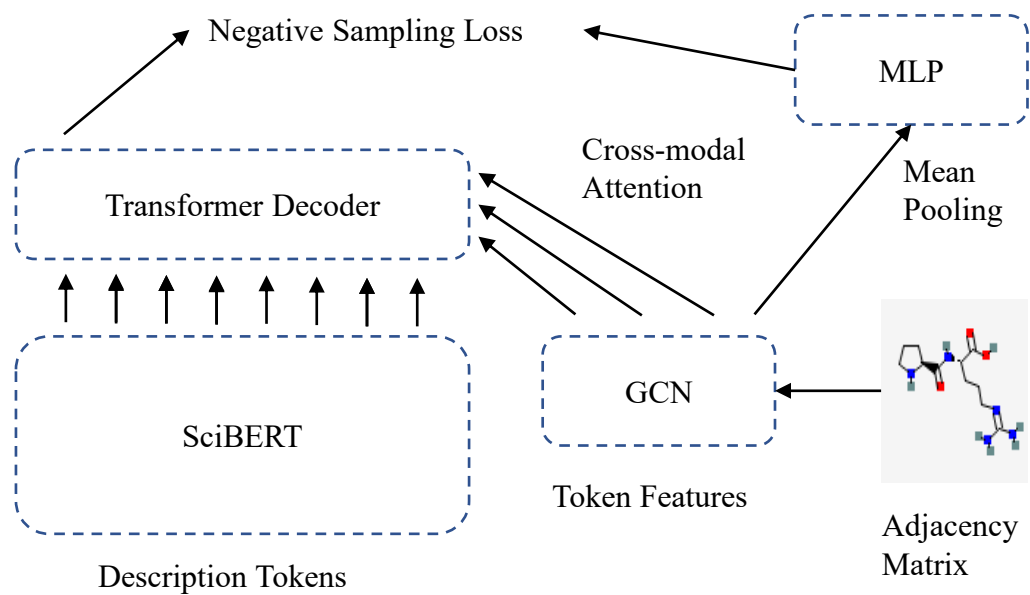 Negative Sampling Loss
MLP
Cross-modal
Attention
Mean
Pooling
Transformer Decoder
GCN
SciBERT
Token Features
Adjacency
Matrix
Description Tokens